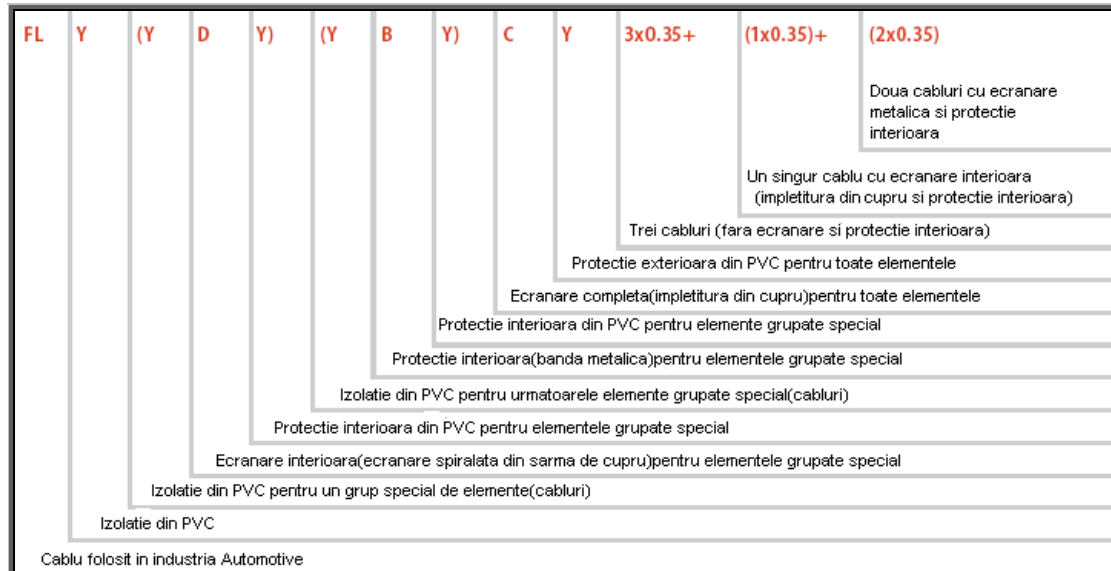 FL Y (Y D Y) (Y B Y) C Y 3x0.35+ (1x0.35)+ (2x0.35)
Doua cabluri cu ecranare
metalica si protectie
interioara
Un singur cablu cu ecranare interioara
(impletitura din cupru si protectie interioara)
Trei cabluri (fara ecranare si protectie interioara)
Protectie exterioara din PVC pentru toate elementele
Ecranare completa(impletitura din cupru)pentru toate elementele
Protectie interioara din PVC pentru elemente grupate special
Protectie interioara(banda metalica)pentru elementele grupate special
Izolatie din PVC pentru urmatoarele elemente grupate special(cabluri)
Protectie interioara din PVC pentru elementele grupate special
Ecranare interioara(ecranare spiralata din sarma de cupru)pentru elementele grupate special
Izolatie din PVC pentru un grup special de elemente(cabluri)
Izolatie din PVC
Cablu folosit in industria Automotive